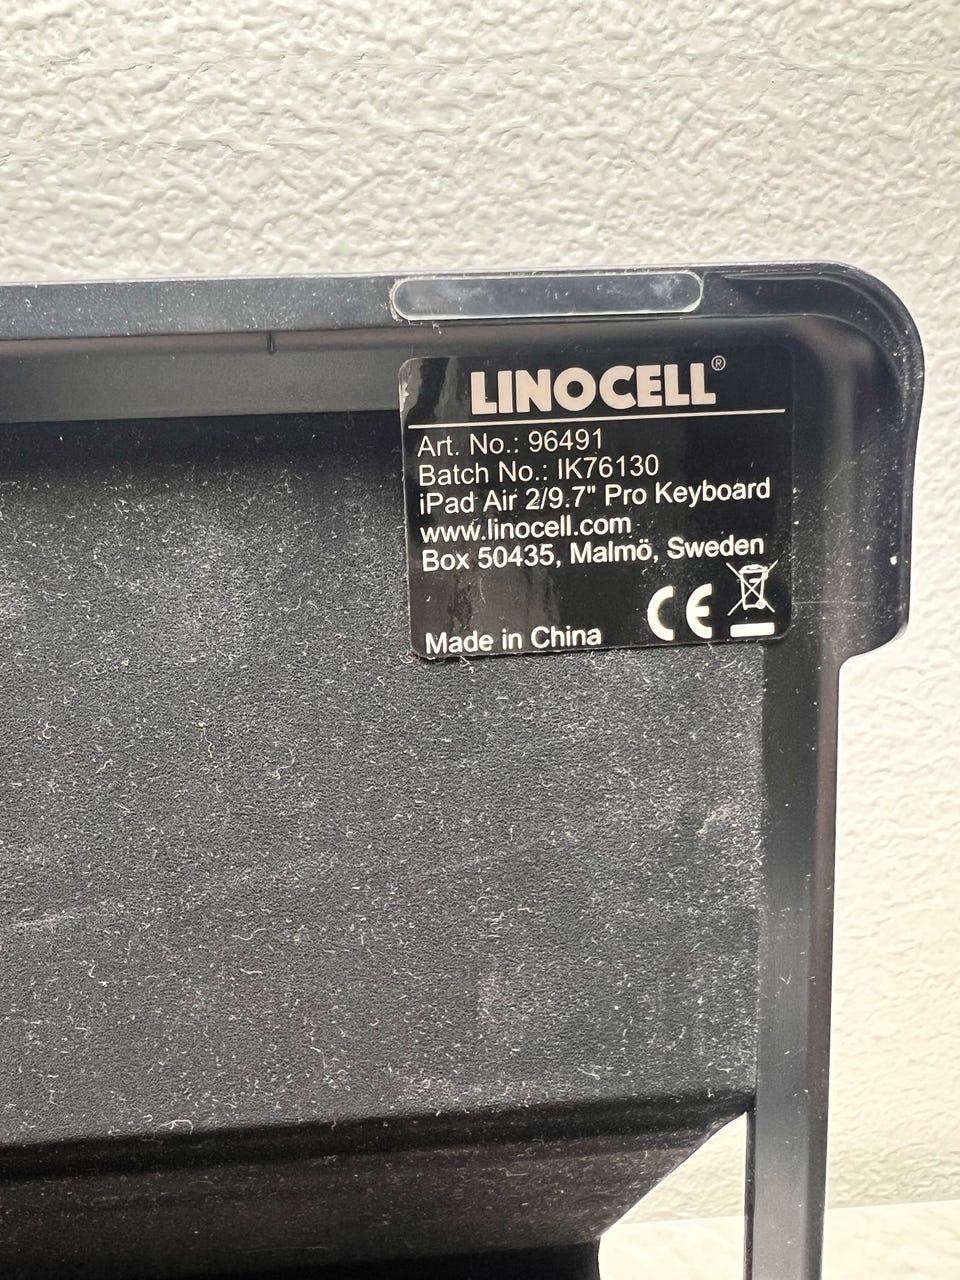 LINOCELL®
Art. No.: 96491
Batch No.: IK76130
iPad Air 2/9.7" Pro Keyboard
www.linocell.com
Box 50435, Malmö, Sweden
CE
Made in China